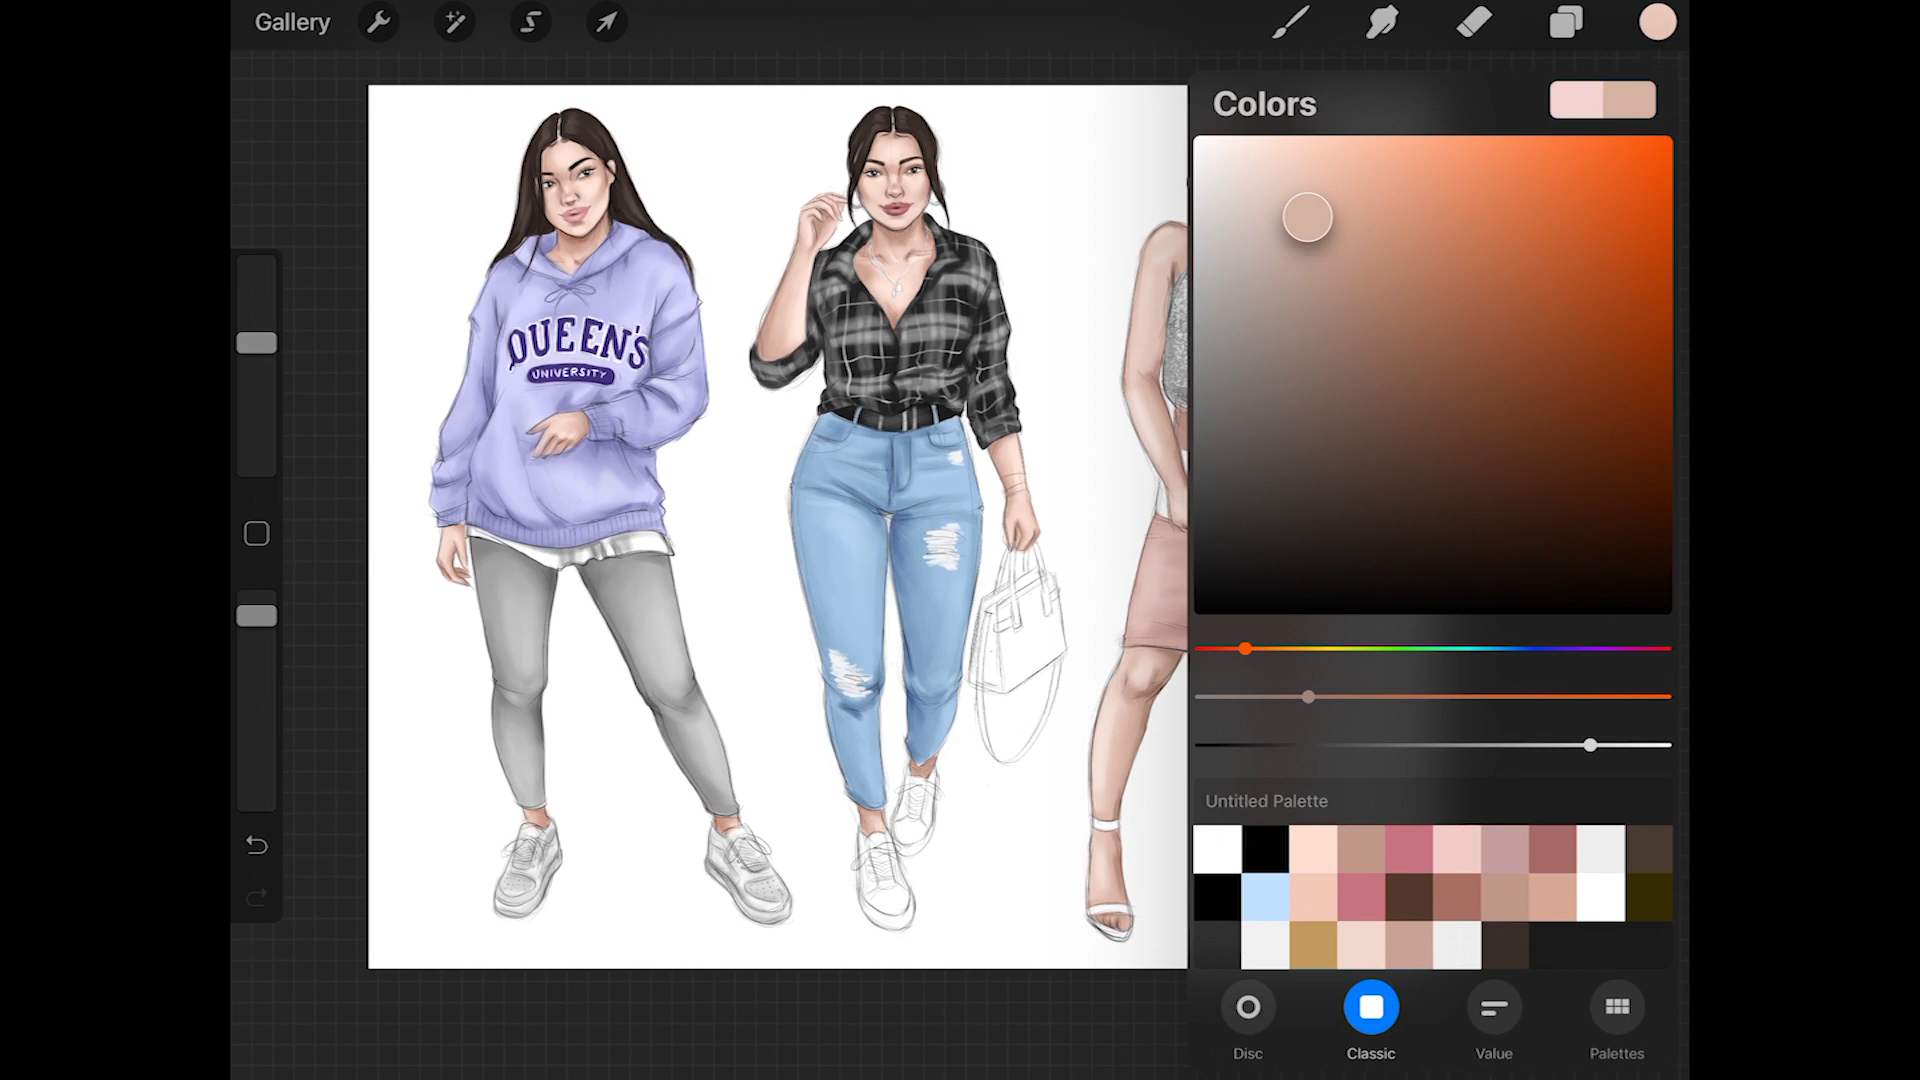 Gallery
Colors
QUEEN'S
UNIVERSITY
Untitled Palette
Disc
Classic
Value
Palettes